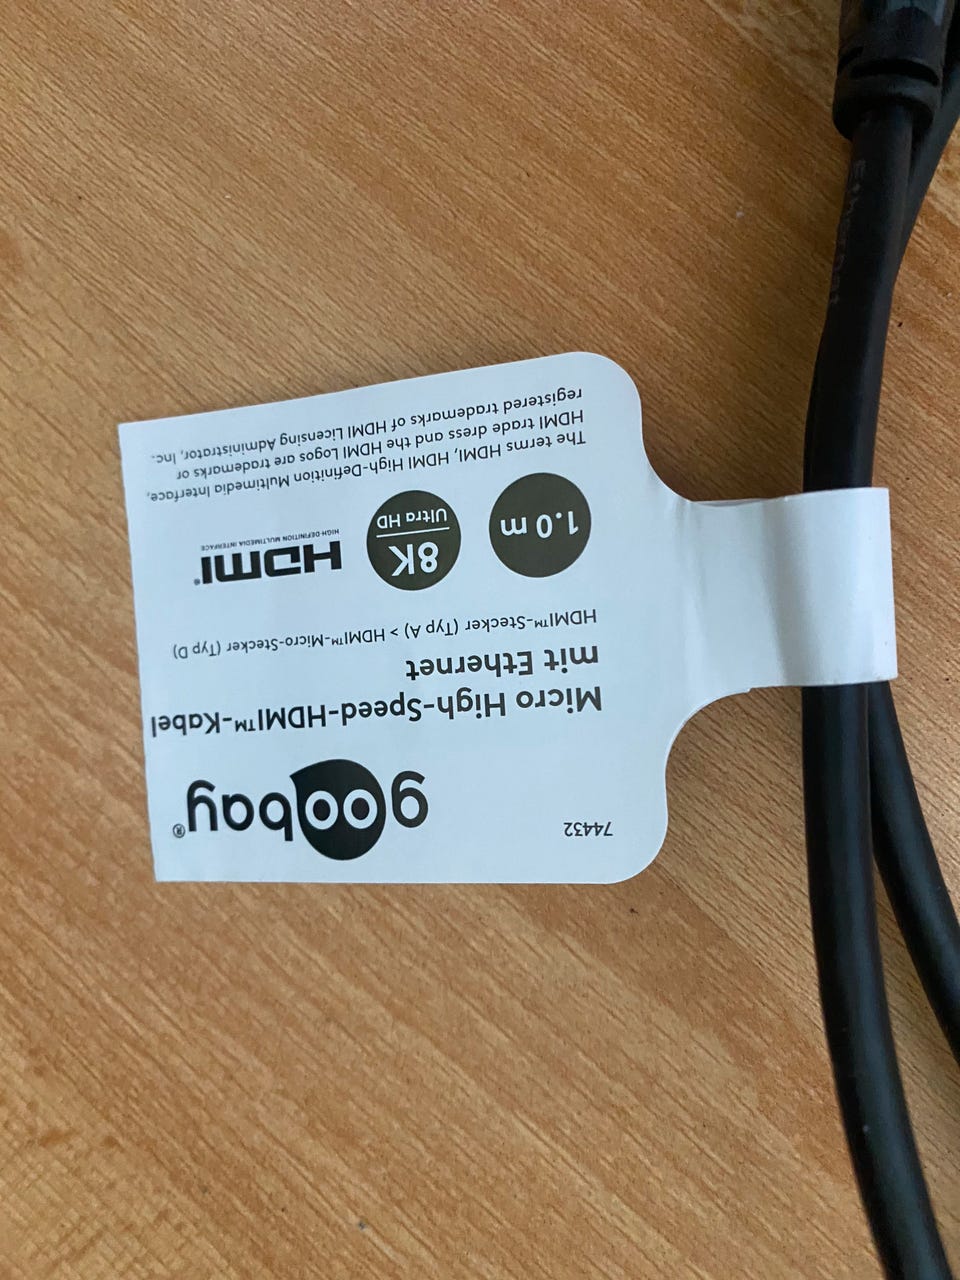 74432
goobay®
Micro High-Speed-HDMI™-Kabel
mit Ethernet
HDMI™-Stecker (Typ A) > HDMI™-Micro-Stecker (Typ D)
1.0 m
8K
Ultra HD
HDMI®
HIGH-DEFINITION MULTIMEDIA INTERFACE
The terms HDMI, HDMI High-Definition Multimedia Interface,
HDMI trade dress and the HDMI Logos are trademarks or
registered trademarks of HDMI Licensing Administrator, Inc.
Ethernet